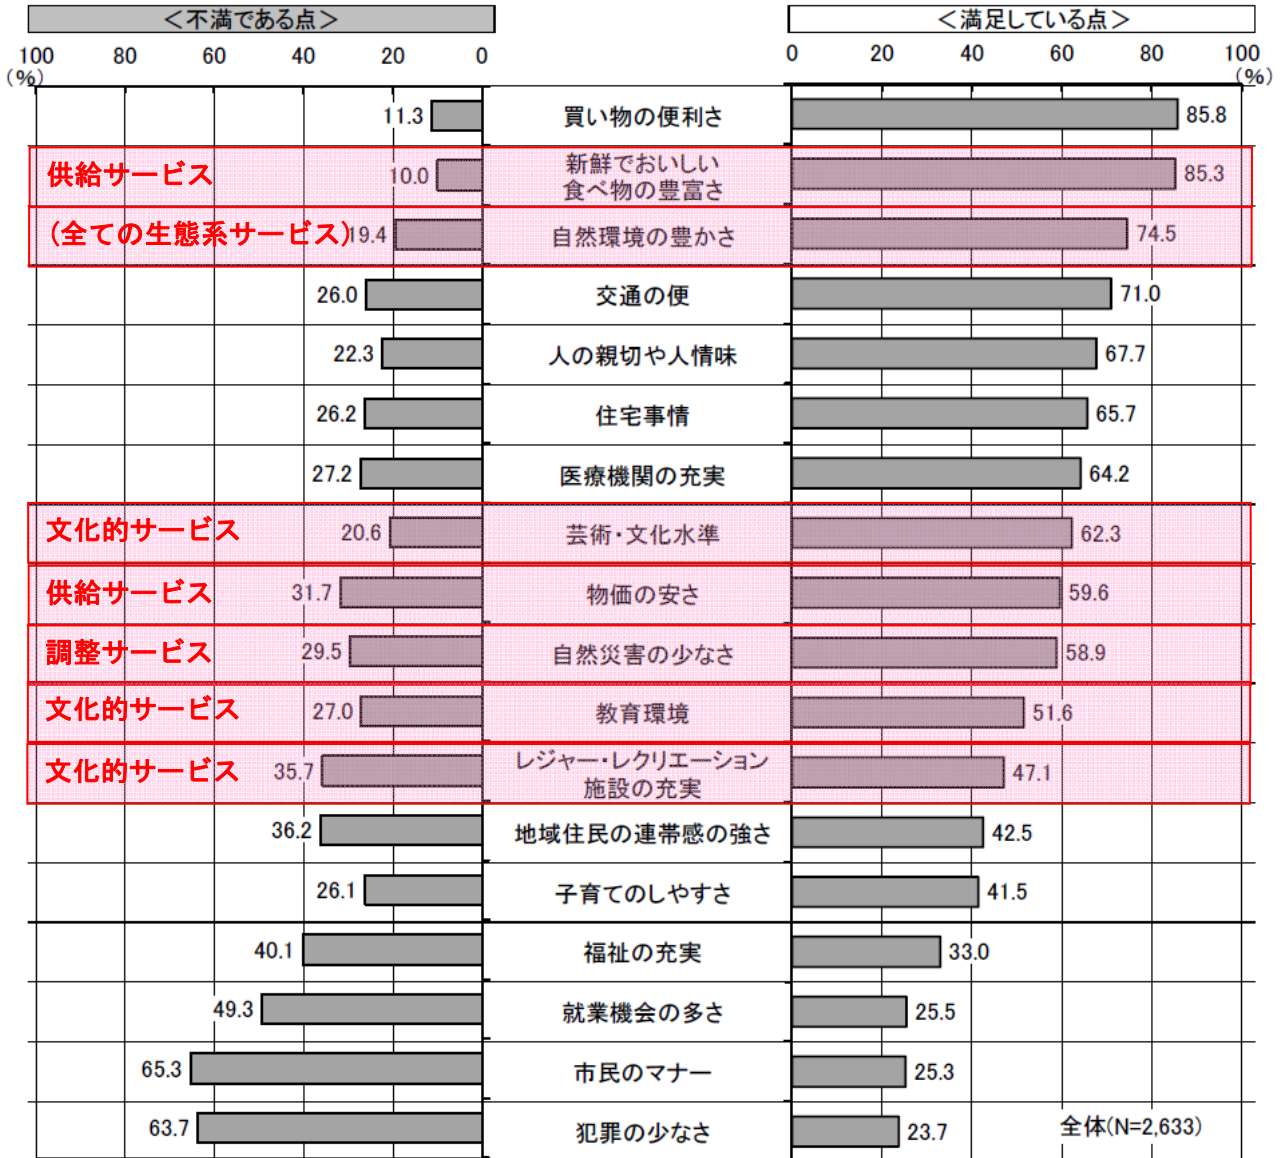 ＜不満である点＞
＜満足している点＞
100 80 60 40 20 0
(%)
0 20 40 60 80 100
(%)
11.3 買い物の便利さ 85.8
供給サービス 10.0 新鮮でおいしい
食べ物の豊富さ 85.3
(全ての生態系サービス) 19.4 自然環境の豊かさ 74.5
26.0 交通の便 71.0
22.3 人の親切や人情味 67.7
26.2 住宅事情 65.7
27.2 医療機関の充実 64.2
文化的サービス 20.6 芸術・文化水準 62.3
供給サービス 31.7 物価の安さ 59.6
調整サービス 29.5 自然災害の少なさ 58.9
文化的サービス 27.0 教育環境 51.6
文化的サービス 35.7 レジャー・レクリエーション
施設の充実 47.1
36.2 地域住民の連帯感の強さ 42.5
26.1 子育てのしやすさ 41.5
40.1 福祉の充実 33.0
49.3 就業機会の多さ 25.5
65.3 市民のマナー 25.3
63.7 犯罪の少なさ 23.7
全体(N=2,633)